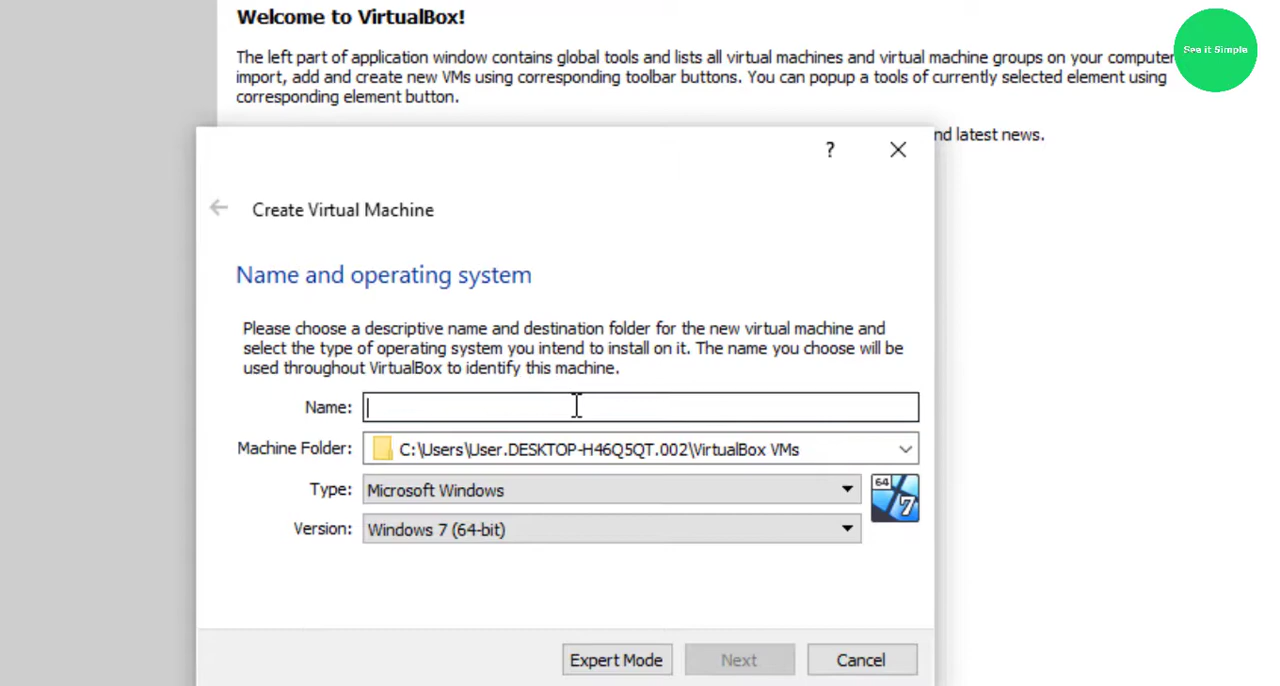 Welcome to VirtualBox!
The left part of application window contains global tools and lists all virtual machines and virtual machine groups on your computer
import, add and create new VMs using corresponding toolbar buttons. You can popup a tools of currently selected element using
corresponding element button.
nd latest news.
See it Simple
?
Create Virtual Machine
Name and operating system
Please choose a descriptive name and destination folder for the new virtual machine and
select the type of operating system you intend to install on it. The name you choose will be
used throughout VirtualBox to identify this machine.
Name:
Machine Folder: C:\Users\User.DESKTOP-H46Q5QT.002\VirtualBox VMs
Type: Microsoft Windows
64
7
Version: Windows 7 (64-bit)
Expert Mode Next Cancel